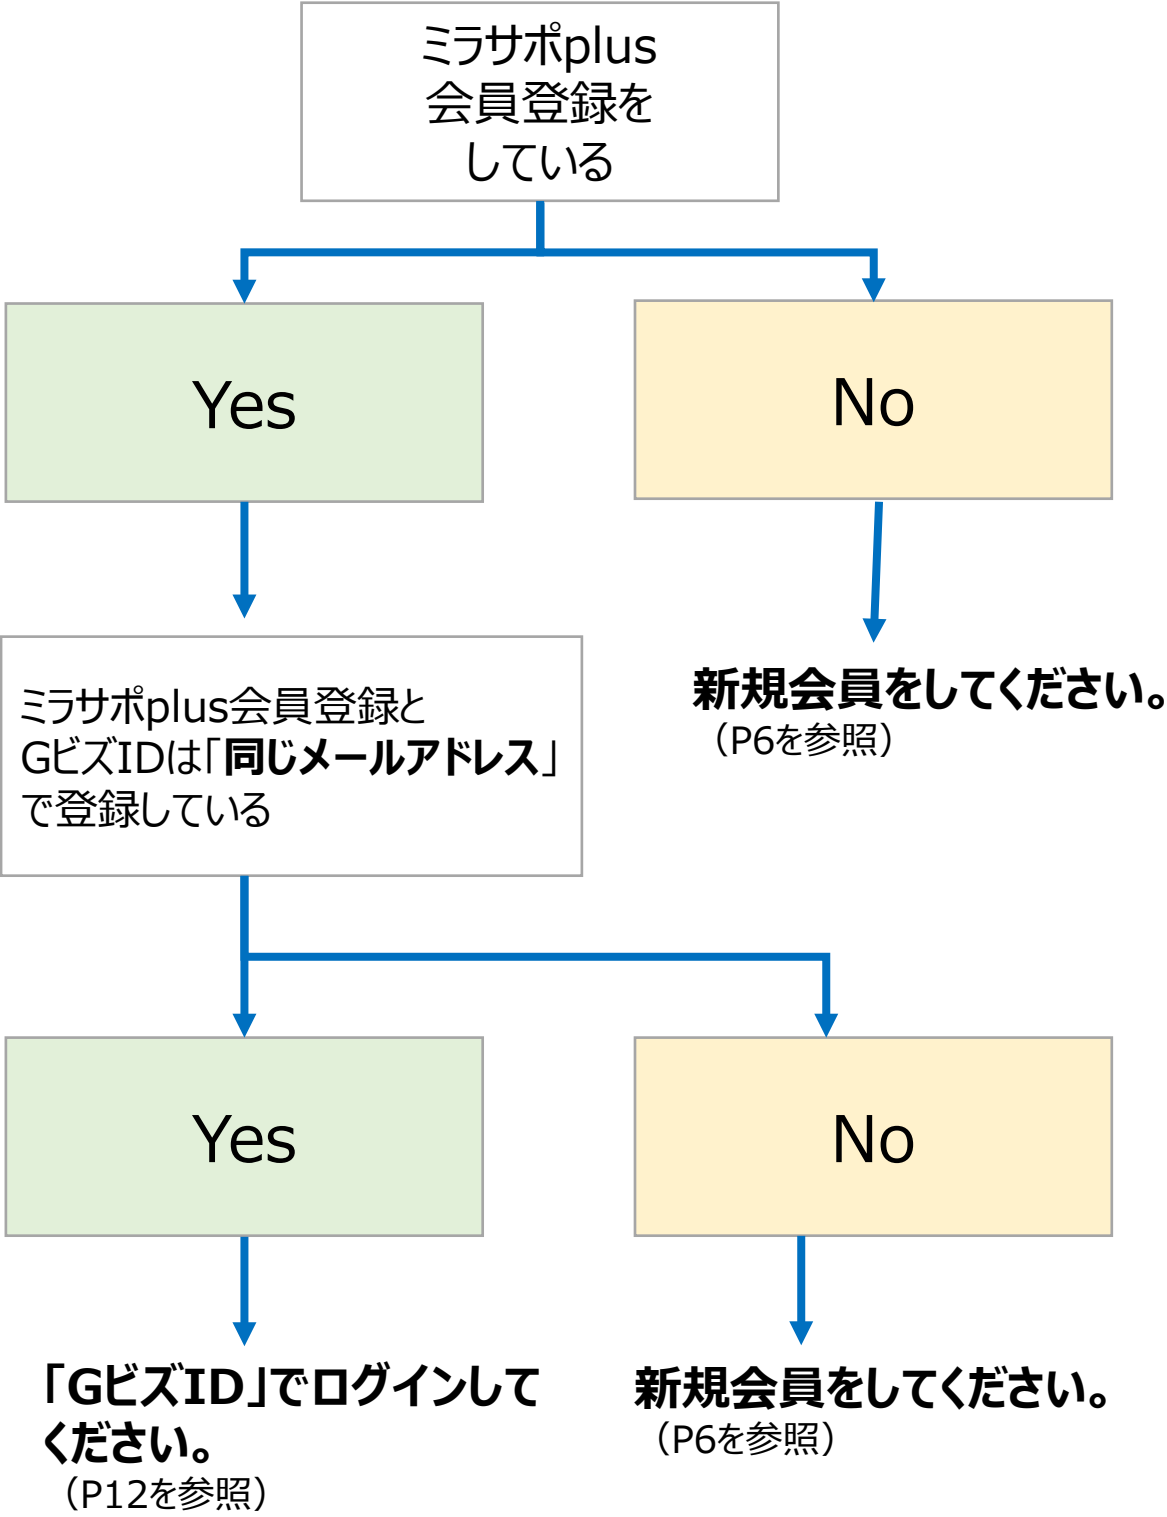 ミラサポplus
会員登録を
している
Yes
No
新規会員をしてください。
（P6を参照）
ミラサポplus会員登録と
GビズIDは「同じメールアドレス」
で登録している
Yes
No
「GビズID」でログインして
ください。
（P12を参照）
新規会員をしてください。
（P6を参照）